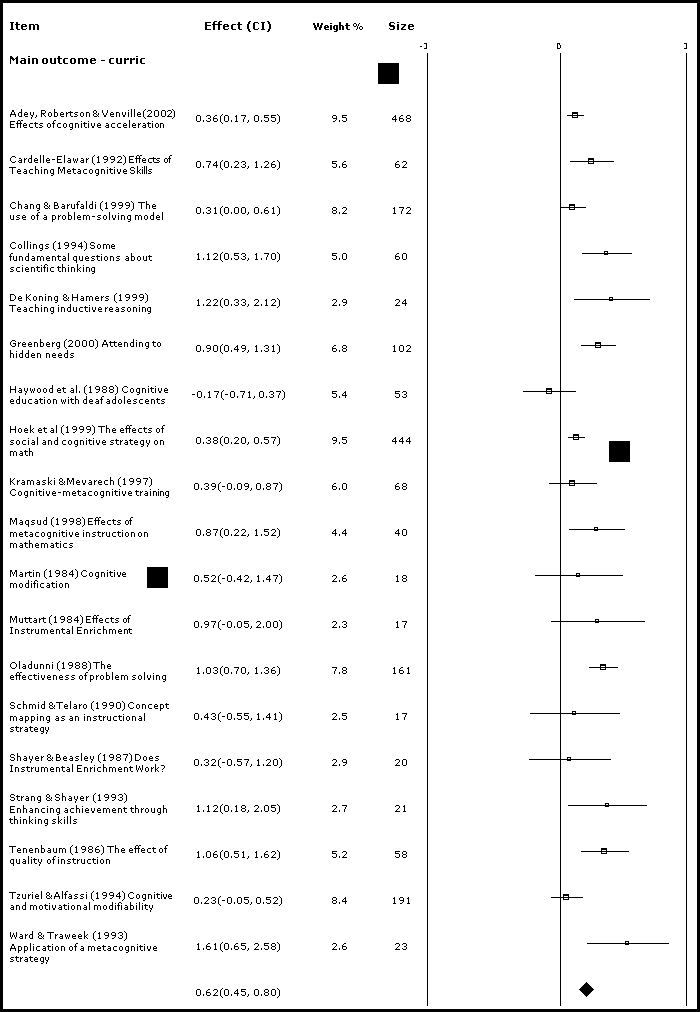 Item Effect (CI) Weight % Size
-3 0 3
Main outcome - curric
Adey, Robertson & Venville(2002)
Effects of cognitive acceleration
0.36(0.17, 0.55) 9.5 468
Cardelle-Elawar (1992) Effects of
Teaching Metacognitive Skills
0.74(0.23, 1.26) 5.6 62
Chang & Barufaldi (1999) The
use of a problem-solving model
0.31(0.00, 0.61) 8.2 172
Collings (1994) Some
fundamental questions about
scientific thinking
1.12(0.53, 1.70) 5.0 60
De Koning & Hamers (1999)
Teaching inductive reasoning
1.22(0.33, 2.12) 2.9 24
Greenberg (2000) Attending to
hidden needs
0.90(0.49, 1.31) 6.8 102
Haywood et al. (1988) Cognitive
education with deaf adolescents
-0.17(-0.71, 0.37) 5.4 53
Hoek et al (1999) The effects of
social and cognitive strategy on
math
0.38(0.20, 0.57) 9.5 444
Kramaski & Mevarech (1997)
Cognitive-metacognitive training
0.39(-0.09, 0.87) 6.0 68
Maqsud (1998) Effects of
metacognitive instruction on
mathematics
0.87(0.22, 1.52) 4.4 40
Martin (1984) Cognitive
modification
0.52(-0.42, 1.47) 2.6 18
Muttart (1984) Effects of
Instrumental Enrichment
0.97(-0.05, 2.00) 2.3 17
Oladunni (1988) The
effectiveness of problem solving
1.03(0.70, 1.36) 7.8 161
Schmid & Telaro (1990) Concept
mapping as an instructional
strategy
0.43(-0.55, 1.41) 2.5 17
Shayer & Beasley (1987) Does
Instrumental Enrichment Work?
0.32(-0.57, 1.20) 2.9 20
Strang & Shayer (1993)
Enhancing achievement through
thinking skills
1.12(0.18, 2.05) 2.7 21
Tenenbaum (1986) The effect of
quality of instruction
1.06(0.51, 1.62) 5.2 58
Tzuriel & Alfassi (1994) Cognitive
and motivational modifiability
0.23(-0.05, 0.52) 8.4 191
Ward & Traweek (1993)
Application of a metacognitive
strategy
1.61(0.65, 2.58) 2.6 23
0.62(0.45, 0.80)